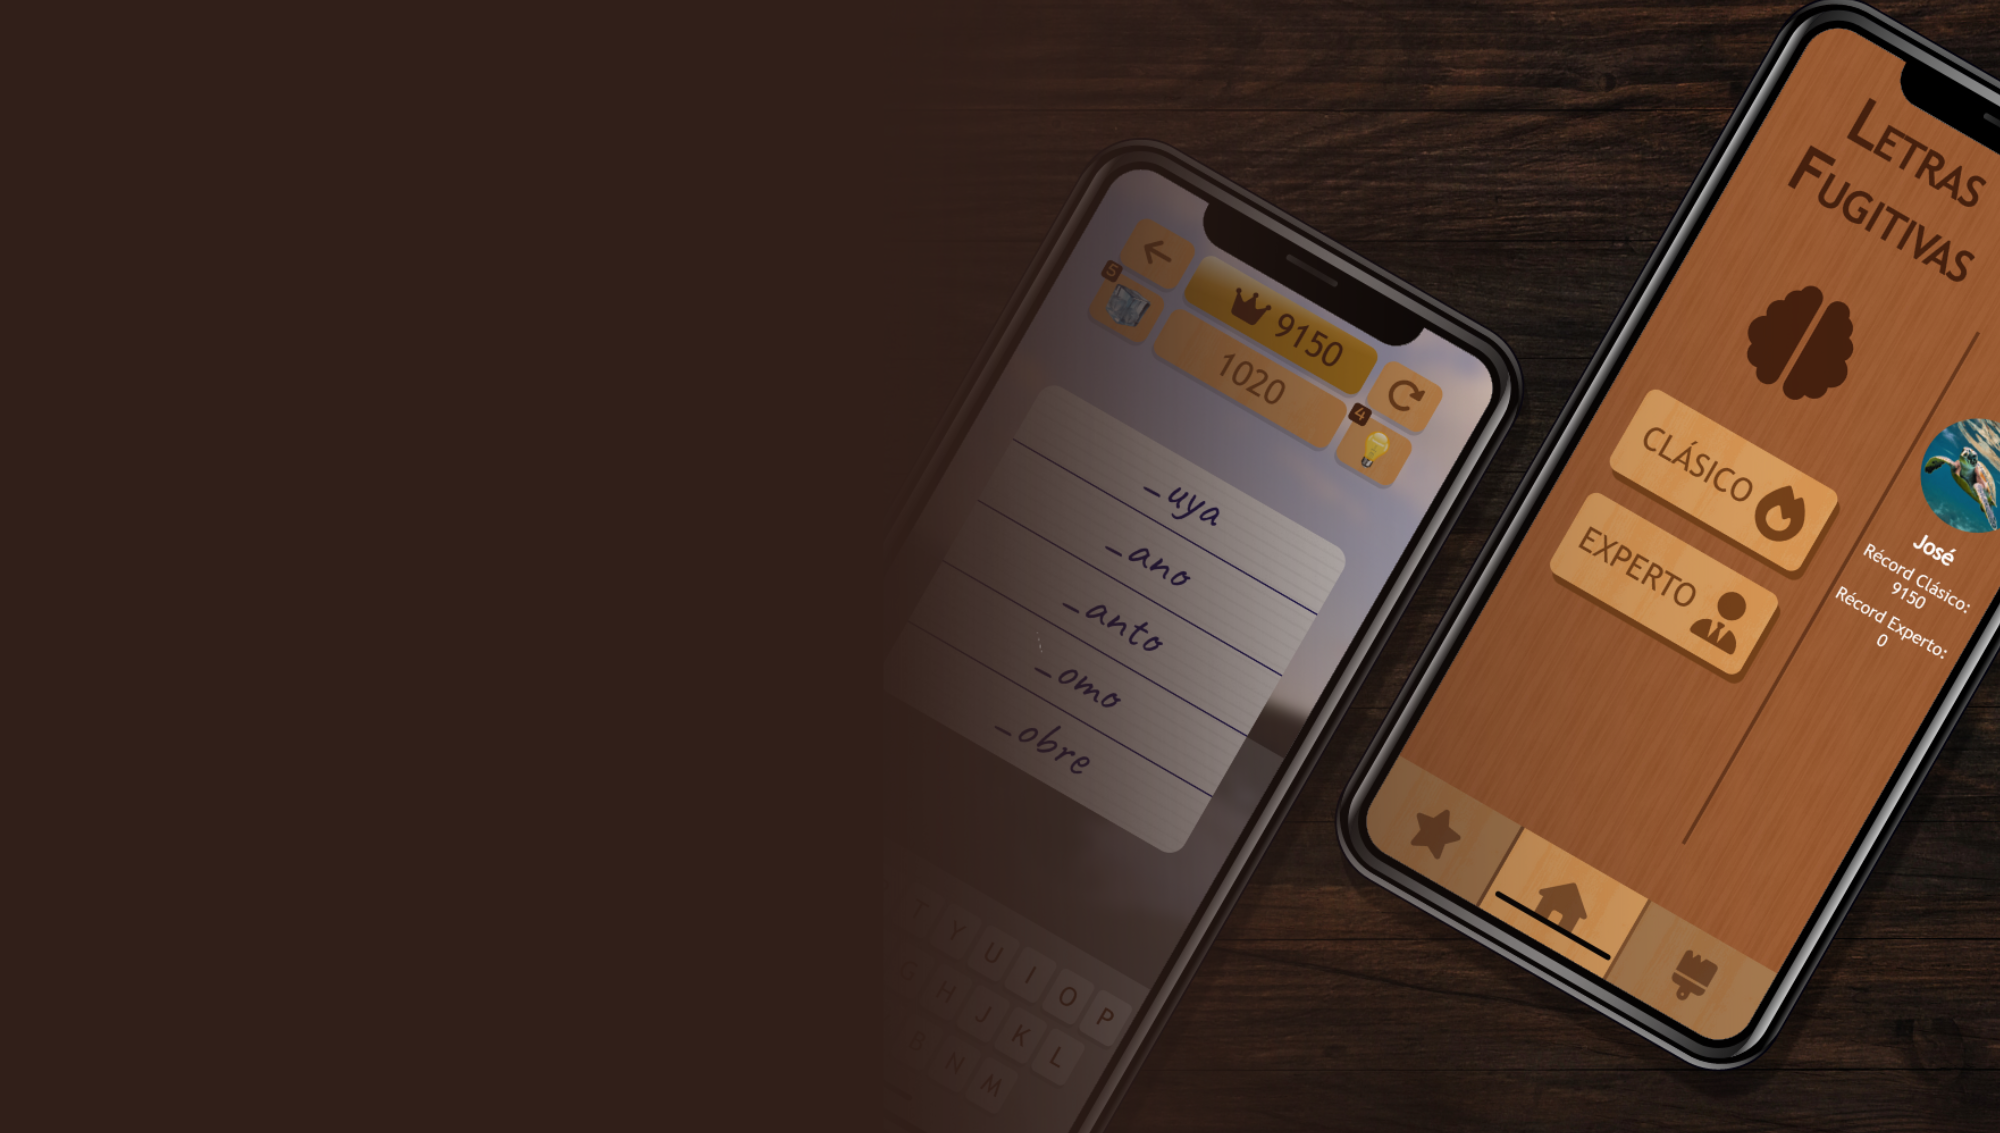 5
9150
1020
4
_uya
_ano
_anto
_omo
_obre
T Y U I O P
G H J K L
B N M
LETRAS
FUGITIVAS
CLÁSICO
EXPERTO
José
Récord Clásico:
9150
Récord Experto:
0